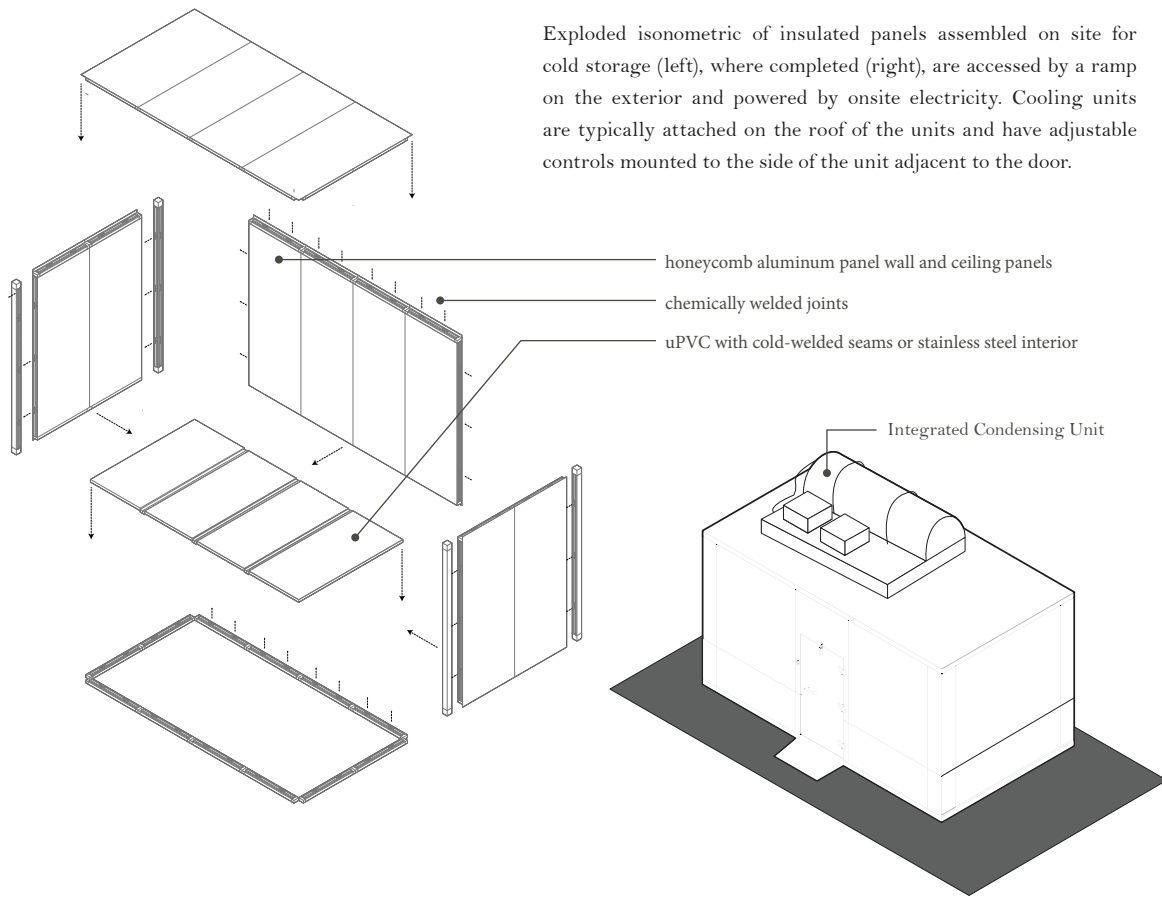 Exploded isonometric of insulated panels assembled on site for
cold storage (left), where completed (right), are accessed by a ramp
on the exterior and powered by onsite electricity. Cooling units
are typically attached on the roof of the units and have adjustable
controls mounted to the side of the unit adjacent to the door.
honeycomb aluminum panel wall and ceiling panels
chemically welded joints
uPVC with cold-welded seams or stainless steel interior
Integrated Condensing Unit